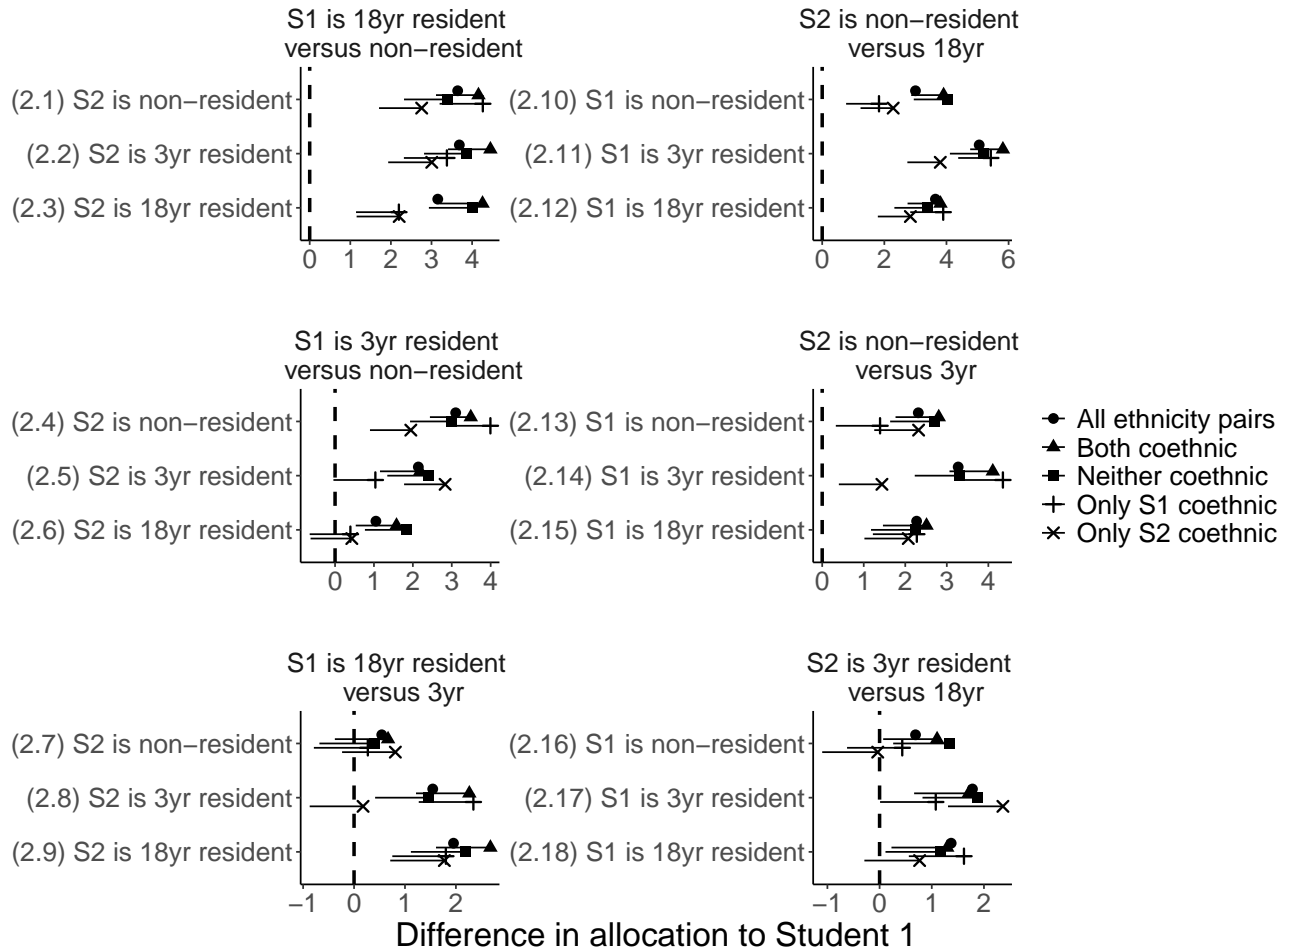 S1 is 18yr resident
versus non−resident
(2.1) S2 is non−resident
(2.2) S2 is 3yr resident
(2.3) S2 is 18yr resident
0 1 2 3 4
S2 is non−resident
versus 18yr
(2.10) S1 is non−resident
(2.11) S1 is 3yr resident
(2.12) S1 is 18yr resident
0 2 4 6
S1 is 3yr resident
versus non−resident
(2.4) S2 is non−resident
(2.5) S2 is 3yr resident
(2.6) S2 is 18yr resident
0 1 2 3 4
S2 is non−resident
versus 3yr
(2.13) S1 is non−resident
(2.14) S1 is 3yr resident
(2.15) S1 is 18yr resident
0 1 2 3 4
All ethnicity pairs
Both coethnic
Neither coethnic
Only S1 coethnic
Only S2 coethnic
S1 is 18yr resident
versus 3yr
(2.7) S2 is non−resident
(2.8) S2 is 3yr resident
(2.9) S2 is 18yr resident
−1 0 1 2
S2 is 3yr resident
versus 18yr
(2.16) S1 is non−resident
(2.17) S1 is 3yr resident
(2.18) S1 is 18yr resident
−1 0 1 2
Difference in allocation to Student 1